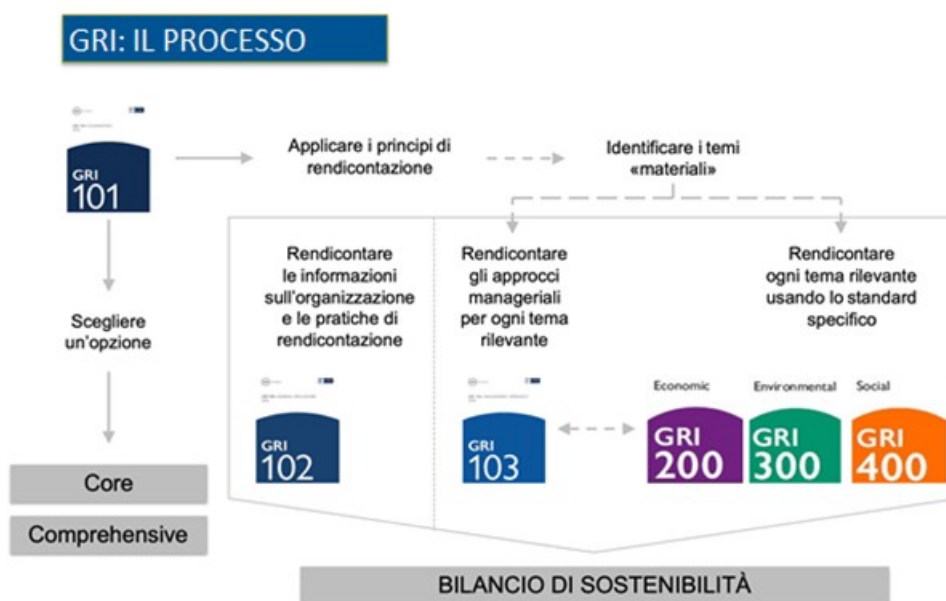 GRI: IL PROCESSO
GRI
101
Applicare i principi di
rendicontazione
Identificare i temi
«materiali»
Scegliere
un'opzione
Core
Comprehensive
Rendicontare
le informazioni
sull'organizzazione
e le pratiche di
rendicontazione
GRI
102
Rendicontare
gli approcci
manageriali
per ogni tema
rilevante
GRI
103
Rendicontare
ogni tema rilevante
usando lo standard
specifico
Economic
GRI
200
Environmental
GRI
300
Social
GRI
400
BILANCIO DI SOSTENIBILITÀ